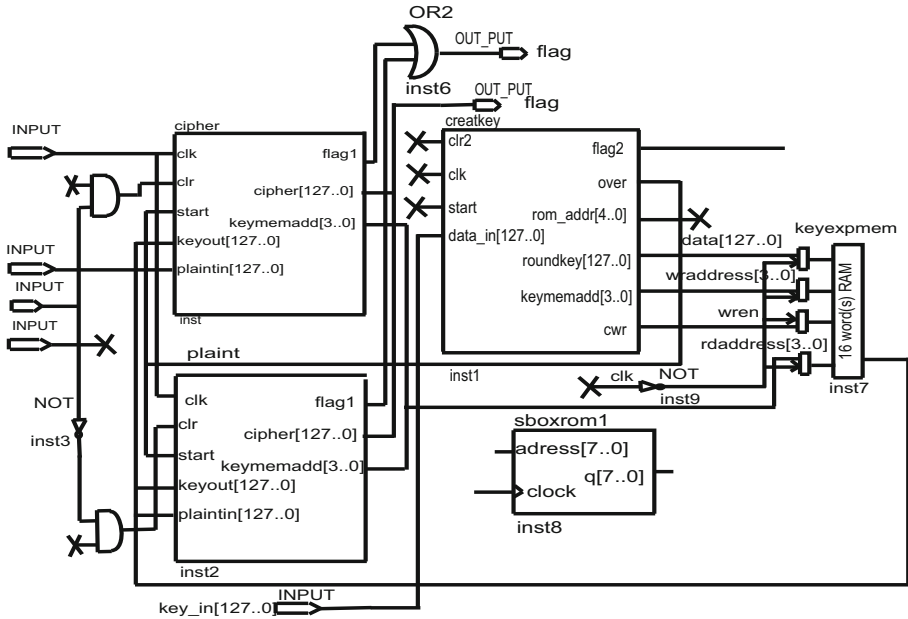 OR2
OUT_PUT
flag
inst6
OUT_PUT
flag
INPUT
cipher
clk
flag1
clr
cipher[127..0]
start
keymemadd[3..0]
keyout[127..0]
plaintin[127..0]
inst
INPUT
INPUT
INPUT
creatkey
clr2
flag2
clk
over
start
rom_addr[4..0]
data_in[127..0]
roundkey[127..0]
keymemadd[3..0]
cwr
inst1
keyexpmem
data[127..0]
wraddress[3..0]
wren
rdaddress[3..0]
16 word(s) RAM
inst7
plaint
clk
NOT
inst9
NOT
inst3
clk
flag1
clr
cipher[127..0]
start
keymemadd[3..0]
keyout[127..0]
plaintin[127..0]
inst2
sboxrom1
adress[7..0]
q[7..0]
clock
inst8
key_in[127..0]
INPUT